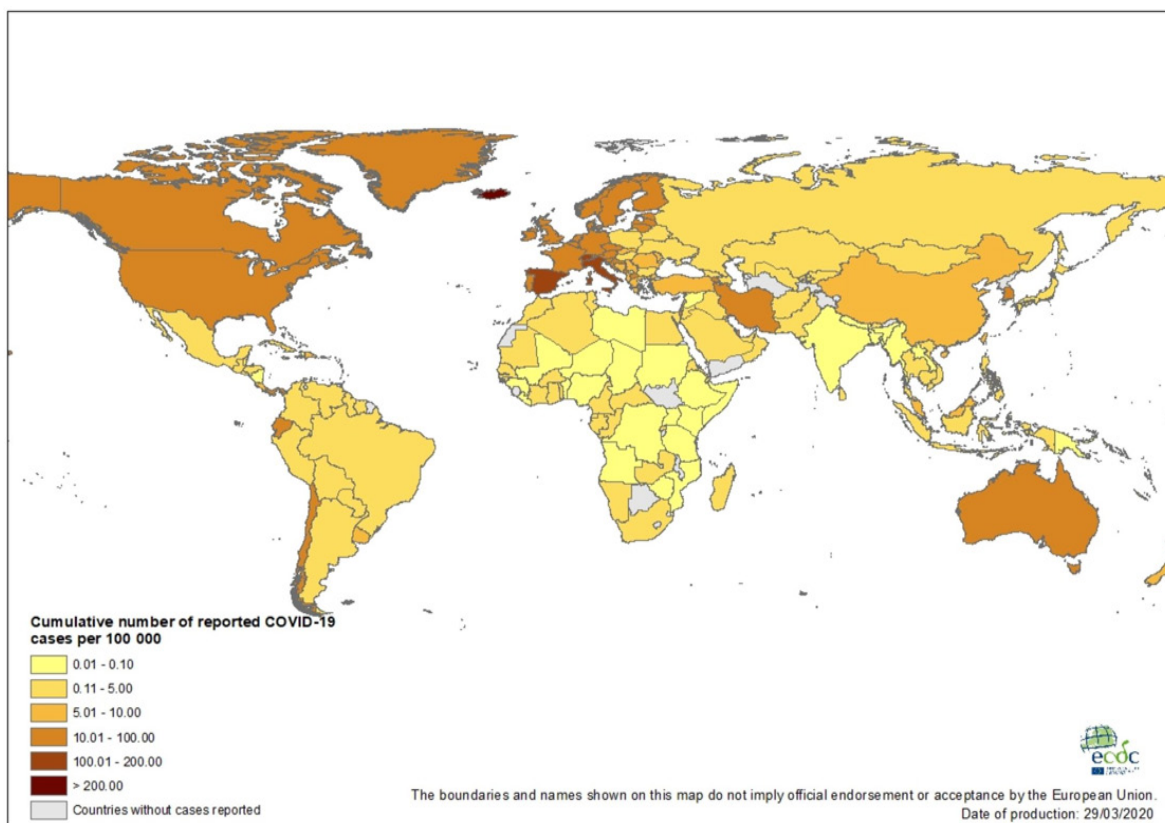 Cumulative number of reported COVID-19
cases per 100 000
0.01 - 0.10
0.11 - 5.00
5.01 - 10.00
10.01 - 100.00
100.01 - 200.00
> 200.00
Countries without cases reported
ecdc
The boundaries and names shown on this map do not imply official endorsement or acceptance by the European Union.
Date of production: 29/03/2020